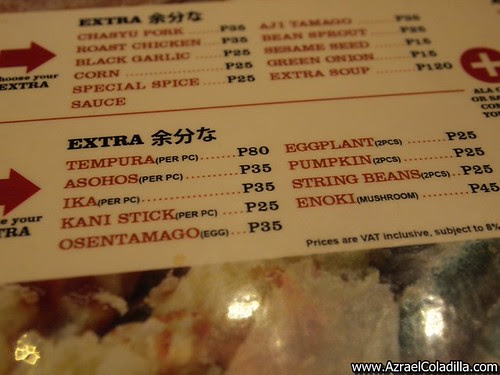 EXTRA 余分な
CHASYU PORK P35
ROAST CHICKEN P35
BLACK GARLIC P25
CORN P25
SPECIAL SPICE P25
SAUCE
AJI TAMAGO P35
BEAN SPROUT P25
SESAME SEED P15
GREEN ONION P15
EXTRA SOUP P120
choose your
EXTRA
EXTRA 余分な
TEMPURA(PER PC) P80
ASOHOS(PER PC) P35
IKA(PER PC) P35
KANI STICK(PER PC) P25
OSENTAMAGO(EGG) P35
EGGPLANT(2PCS) P25
PUMPKIN(2PCS) P25
STRING BEANS(2PCS) P25
ENOKI(MUSHROOM) P45
Prices are VAT inclusive, subject to 8%
www.AzraelColadilla.com